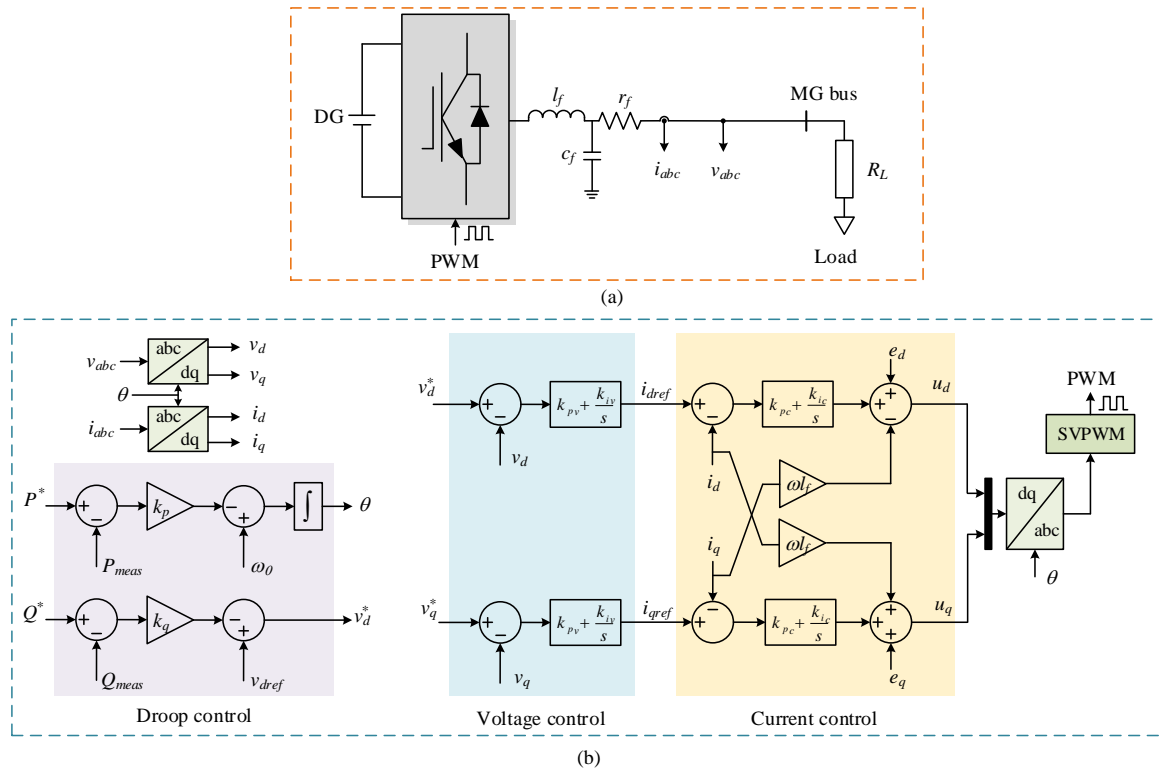 DG
l_f
r_f
c_f
i_abc
v_abc
MG bus
R_L
Load
PWM
(a)
v_abc
abc
dq
v_d
v_q
θ
i_abc
abc
dq
i_d
i_q
P*
k_p
P_meas
ω_0
∫
θ
Q*
k_q
Q_meas
v_dref
v_d*
Droop control
v_d*
v_d
k_pv + k_iv/s
i_dref
v_q*
v_q
k_pv + k_iv/s
i_qref
Voltage control
i_d
k_pc + k_ic/s
e_d
u_d
ωl_f
ωl_f
i_q
k_pc + k_ic/s
e_q
u_q
Current control
dq
abc
θ
SVPWM
PWM
(b)